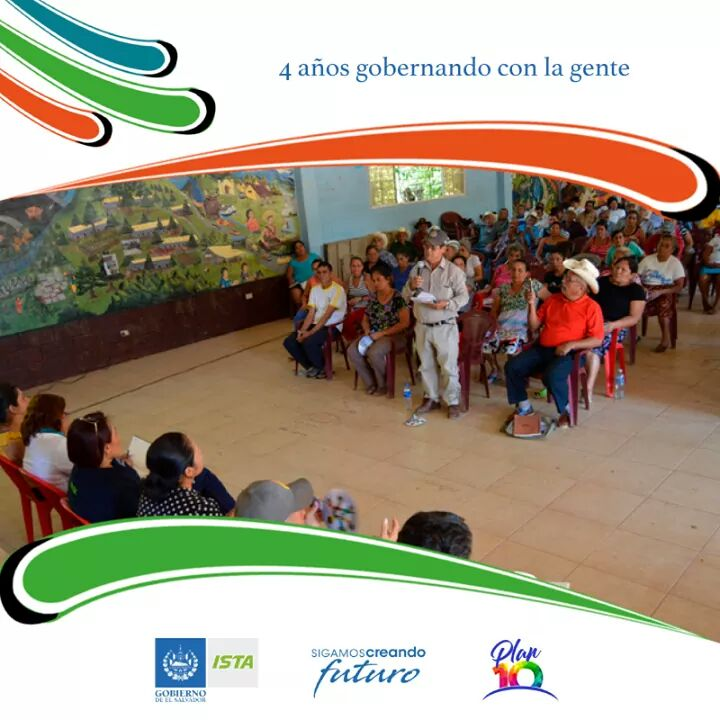 4 años gobernando con la gente
GOBIERNO
DE EL SALVADOR
ISTA
SIGAMOS creando
futuro
Plan
10